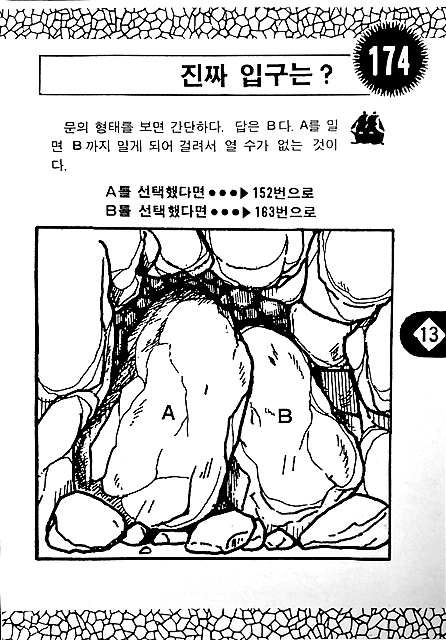 174
진짜 입구는?
문의 형태를 보면 간단하다. 답은 B다. A를 밀
면 B까지 밀게 되어 걸려서 열 수가 없는 것이
다.
A를 선택했다면 ●●●▶ 152번으로
B를 선택했다면 ●●●▶ 163번으로
13
A
B